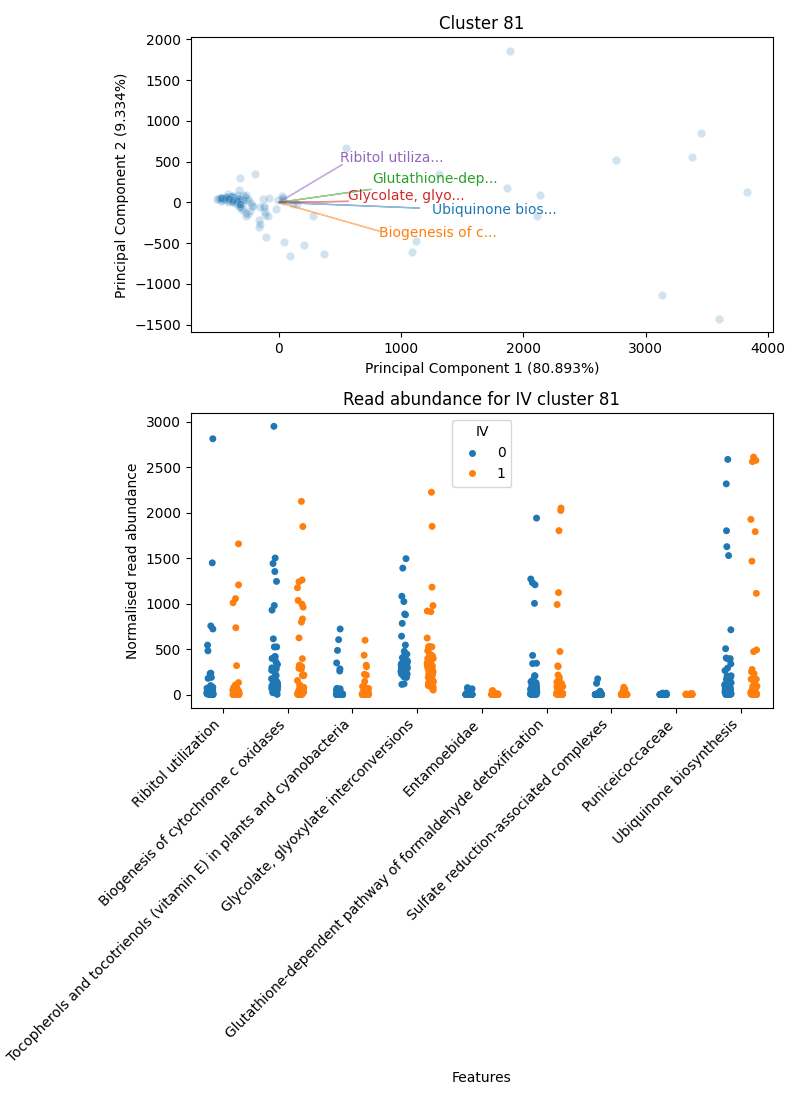 Cluster 81
Principal Component 2 (9.334%)
2000
1500
1000
500
0
−500
−1000
−1500
Ribitol utiliza...
Glutathione-dep...
Glycolate, glyo...
Ubiquinone bios...
Biogenesis of c...
0
1000
2000
3000
4000
Principal Component 1 (80.893%)
Read abundance for IV cluster 81
Normalised read abundance
3000
2500
2000
1500
1000
500
0
IV
0
1
Ribitol utilization
Biogenesis of cytochrome c oxidases
Tocopherols and tocotrienols (vitamin E) in plants and cyanobacteria
Glycolate, glyoxylate interconversions
Entamoebidae
Glutathione-dependent pathway of formaldehyde detoxification
Sulfate reduction-associated complexes
Puniceicoccaceae
Ubiquinone biosynthesis
Features